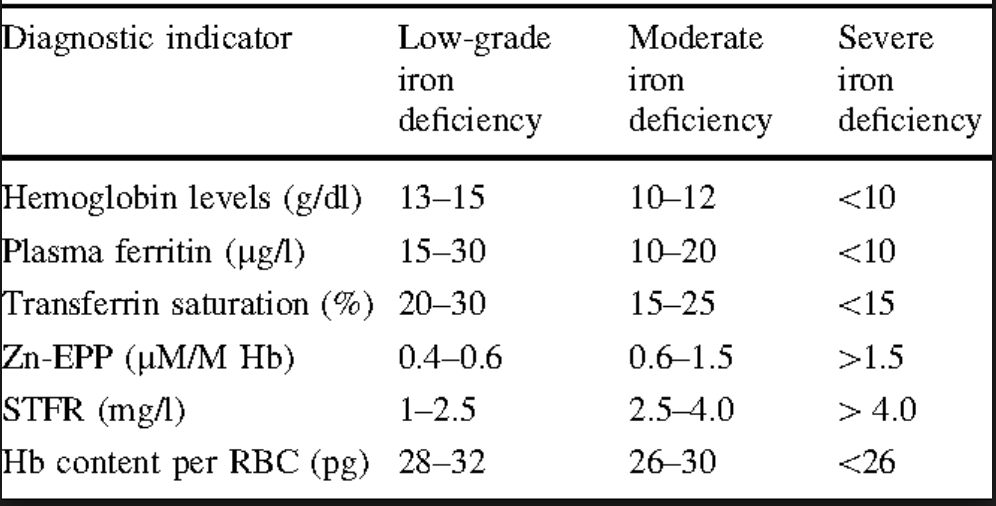 Diagnostic indicator Low-grade iron deficiency Moderate iron deficiency Severe iron deficiency
Hemoglobin levels (g/dl) 13–15 10–12 <10
Plasma ferritin (μg/l) 15–30 10–20 <10
Transferrin saturation (%) 20–30 15–25 <15
Zn-EPP (μM/M Hb) 0.4–0.6 0.6–1.5 >1.5
STFR (mg/l) 1–2.5 2.5–4.0 > 4.0
Hb content per RBC (pg) 28–32 26–30 <26